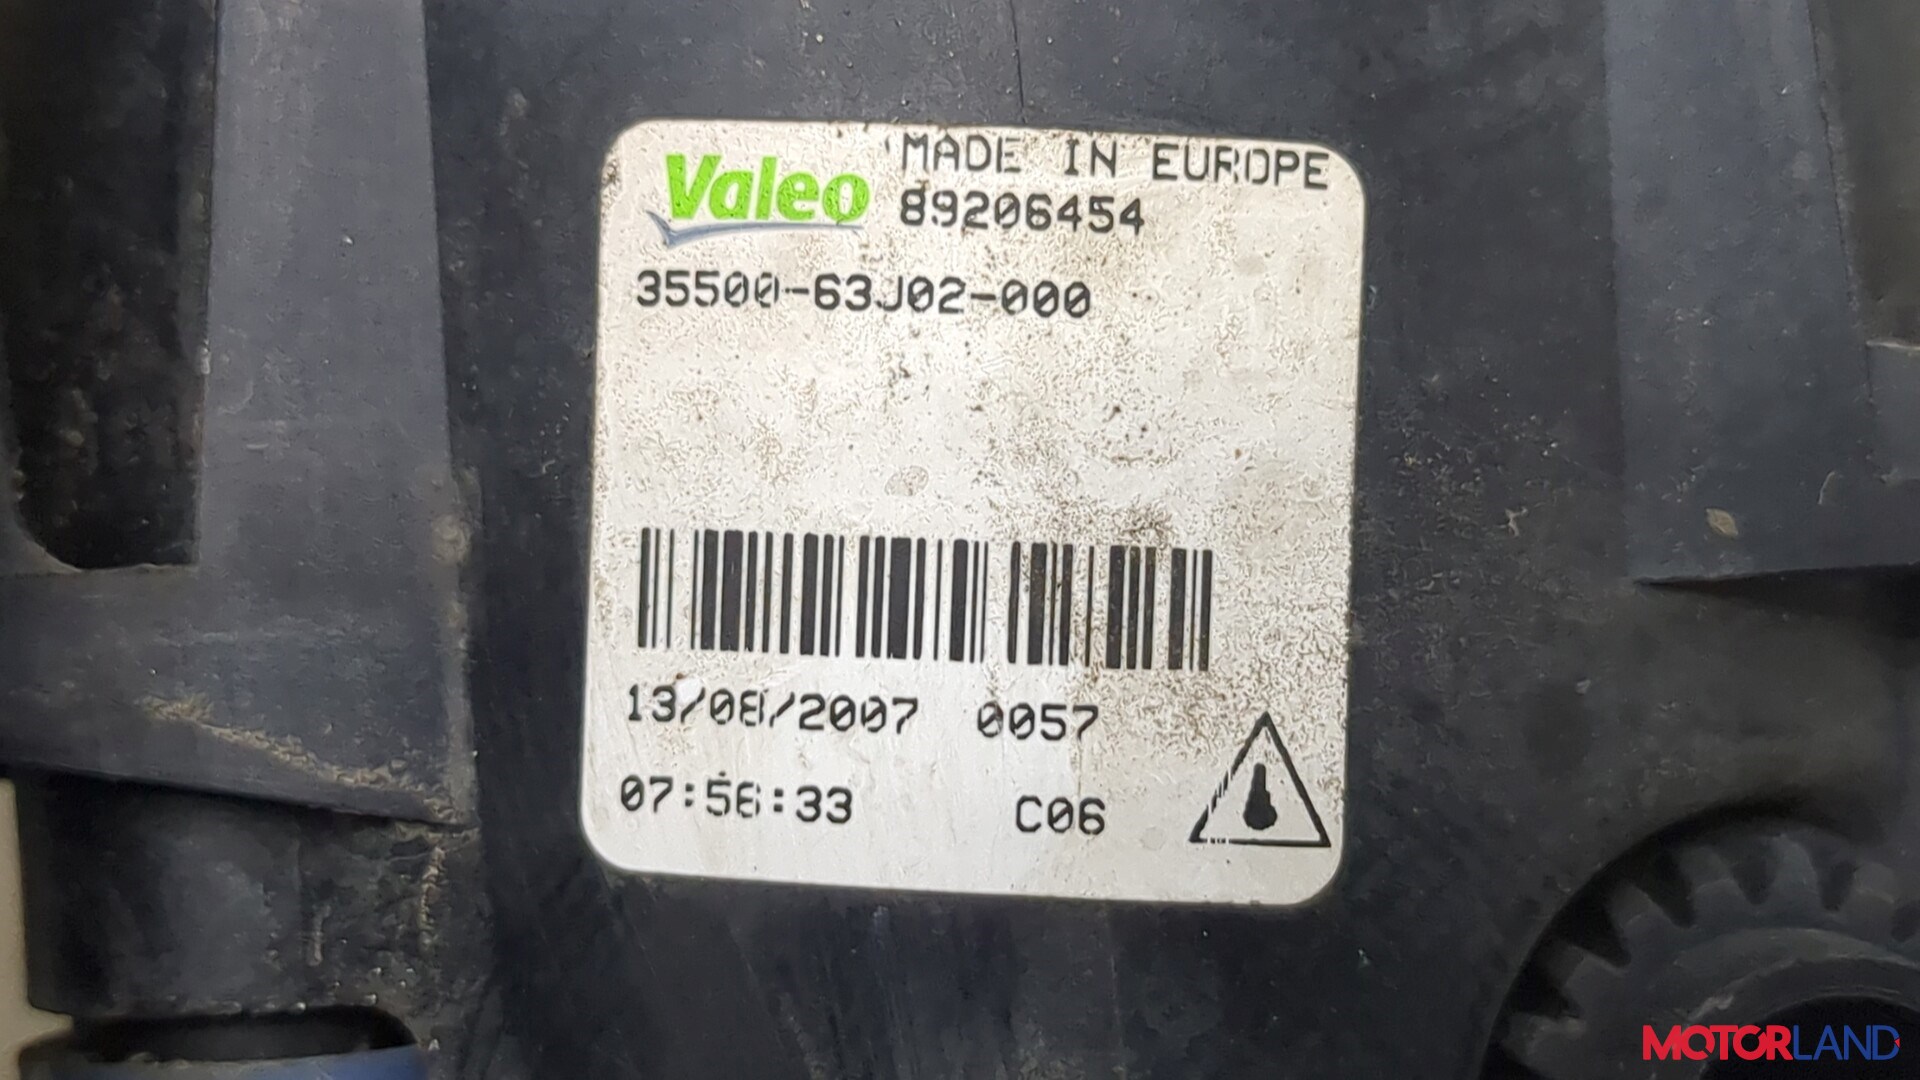 Valeo MADE IN EUROPE
89206454
35500-63J02-000
13/08/2007 0057
07:56:33 C06
MOTORLAND